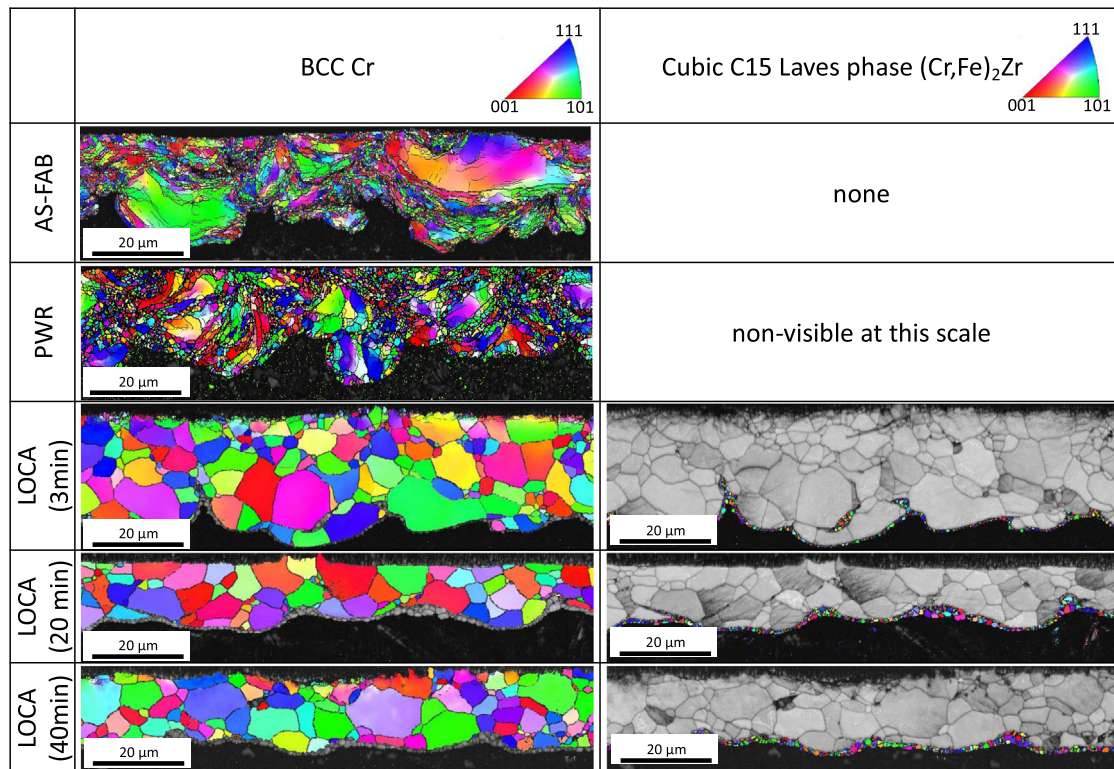 BCC Cr
111
001
101
Cubic C15 Laves phase (Cr,Fe)₂Zr
111
001
101
AS-FAB
20 µm
none
PWR
20 µm
non-visible at this scale
LOCA
(3min)
20 µm
20 µm
LOCA
(20 min)
20 µm
20 µm
LOCA
(40min)
20 µm
20 µm